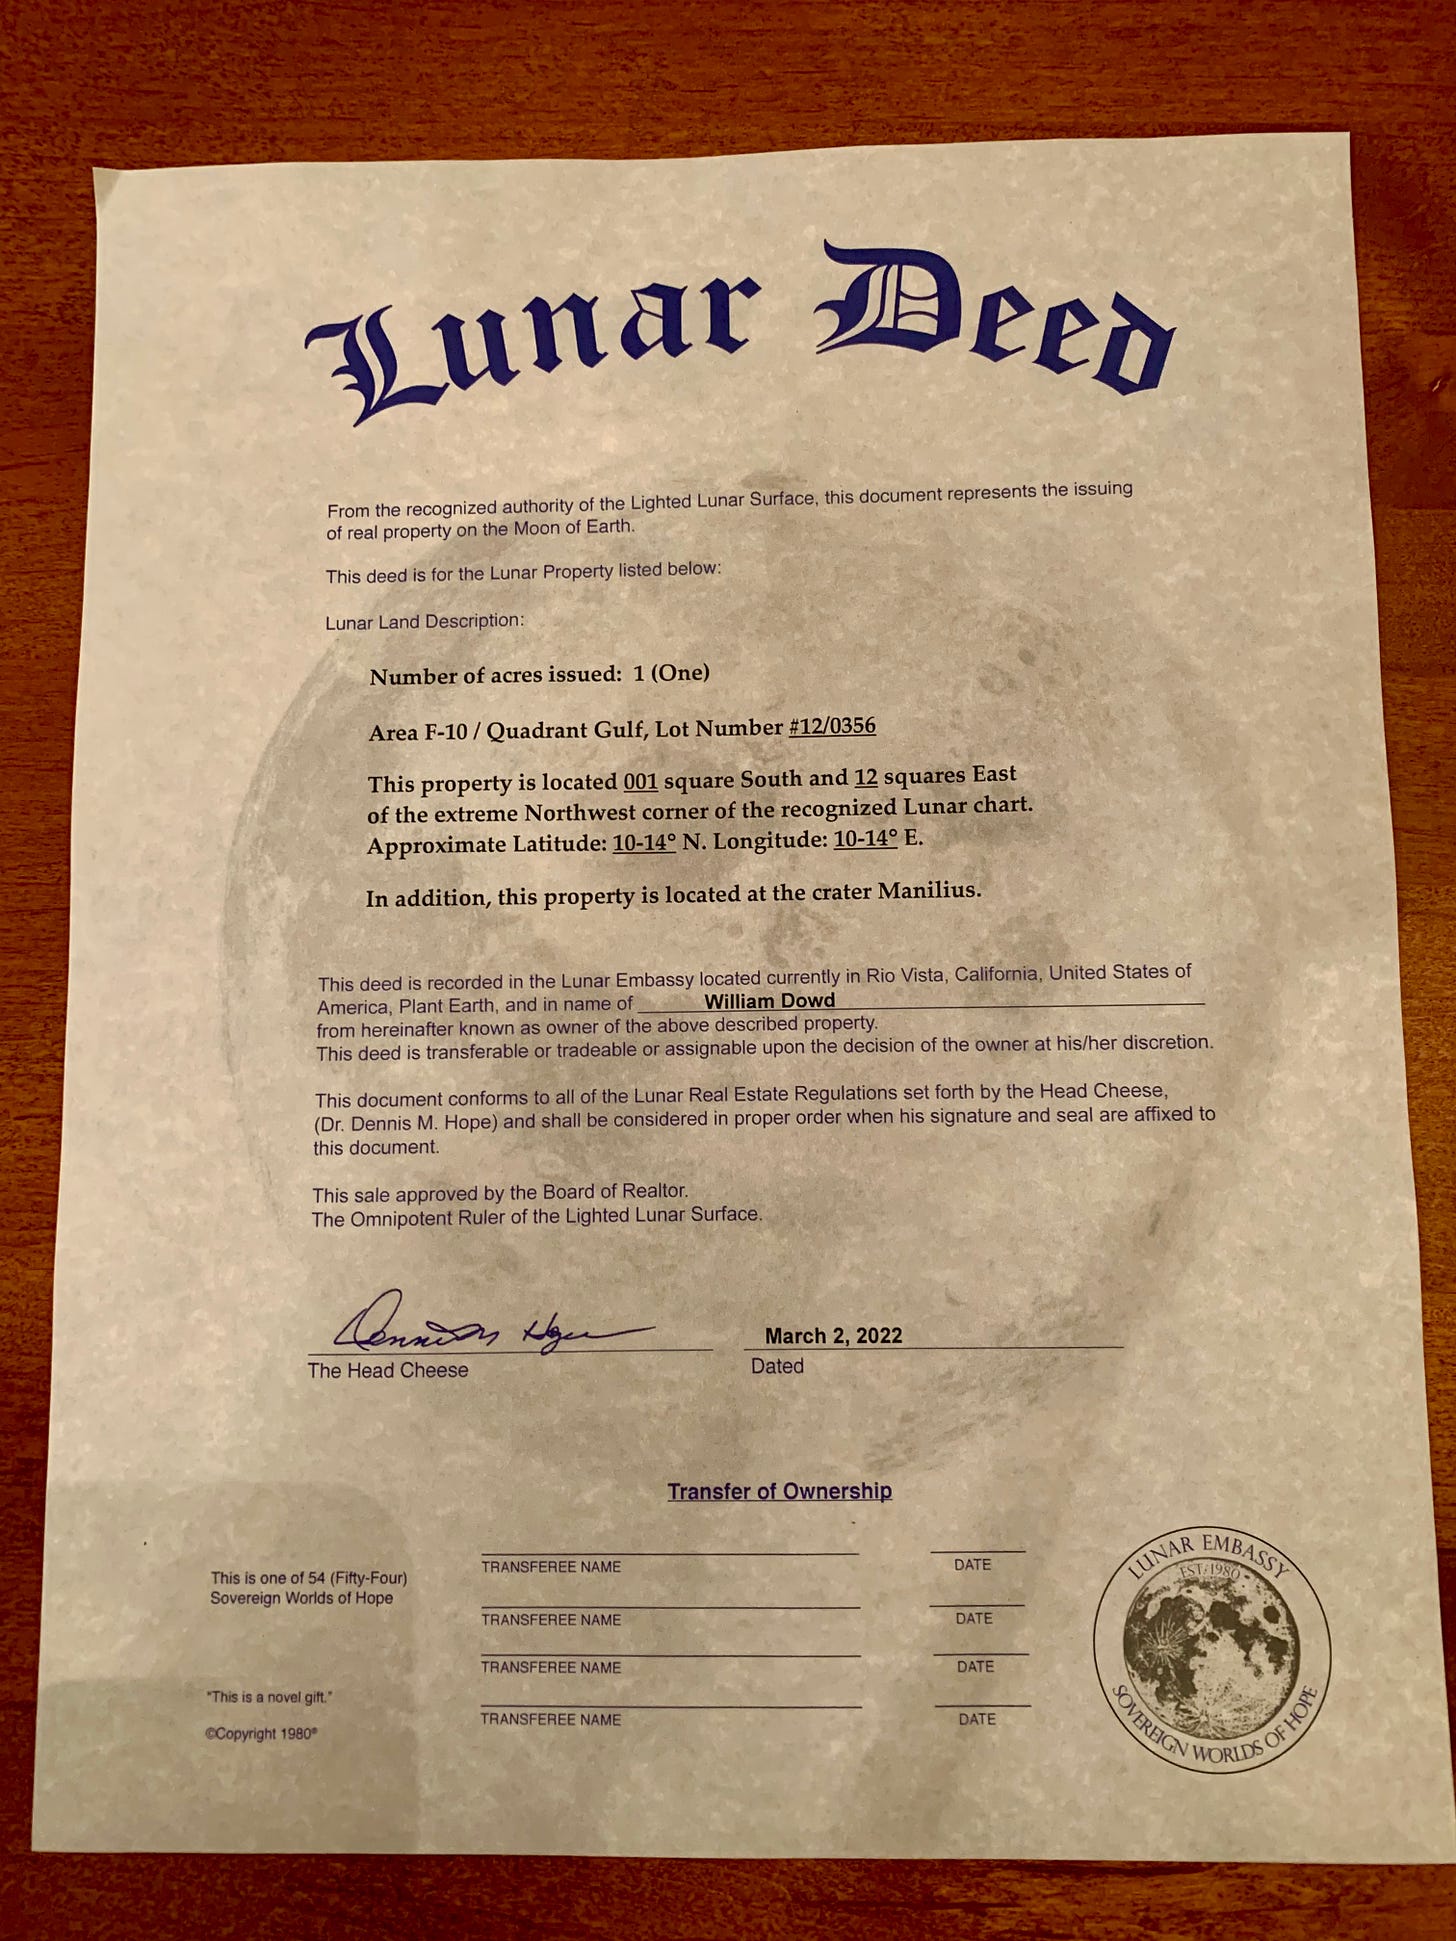 Lunar Deed
From the recognized authority of the Lighted Lunar Surface, this document represents the issuing
of real property on the Moon of Earth.
This deed is for the Lunar Property listed below:
Lunar Land Description:
Number of acres issued: 1 (One)
Area F-10 / Quadrant Gulf, Lot Number #12/0356
This property is located 001 square South and 12 squares East
of the extreme Northwest corner of the recognized Lunar chart.
Approximate Latitude: 10-14° N. Longitude: 10-14° E.
In addition, this property is located at the crater Manilius.
This deed is recorded in the Lunar Embassy located currently in Rio Vista, California, United States of
America, Plant Earth, and in name of William Dowd
from hereinafter known as owner of the above described property.
This deed is transferable or tradeable or assignable upon the decision of the owner at his/her discretion.
This document conforms to all of the Lunar Real Estate Regulations set forth by the Head Cheese,
(Dr. Dennis M. Hope) and shall be considered in proper order when his signature and seal are affixed to
this document.
This sale approved by the Board of Realtor.
The Omnipotent Ruler of the Lighted Lunar Surface.
Dennis M Hope
March 2, 2022
The Head Cheese
Dated
Transfer of Ownership
TRANSFEREE NAME DATE
TRANSFEREE NAME DATE
TRANSFEREE NAME DATE
TRANSFEREE NAME DATE
This is one of 54 (Fifty-Four)
Sovereign Worlds of Hope
"This is a novel gift."
©Copyright 1980®
LUNAR EMBASSY
EST. 1980
SOVEREIGN WORLDS OF HOPE